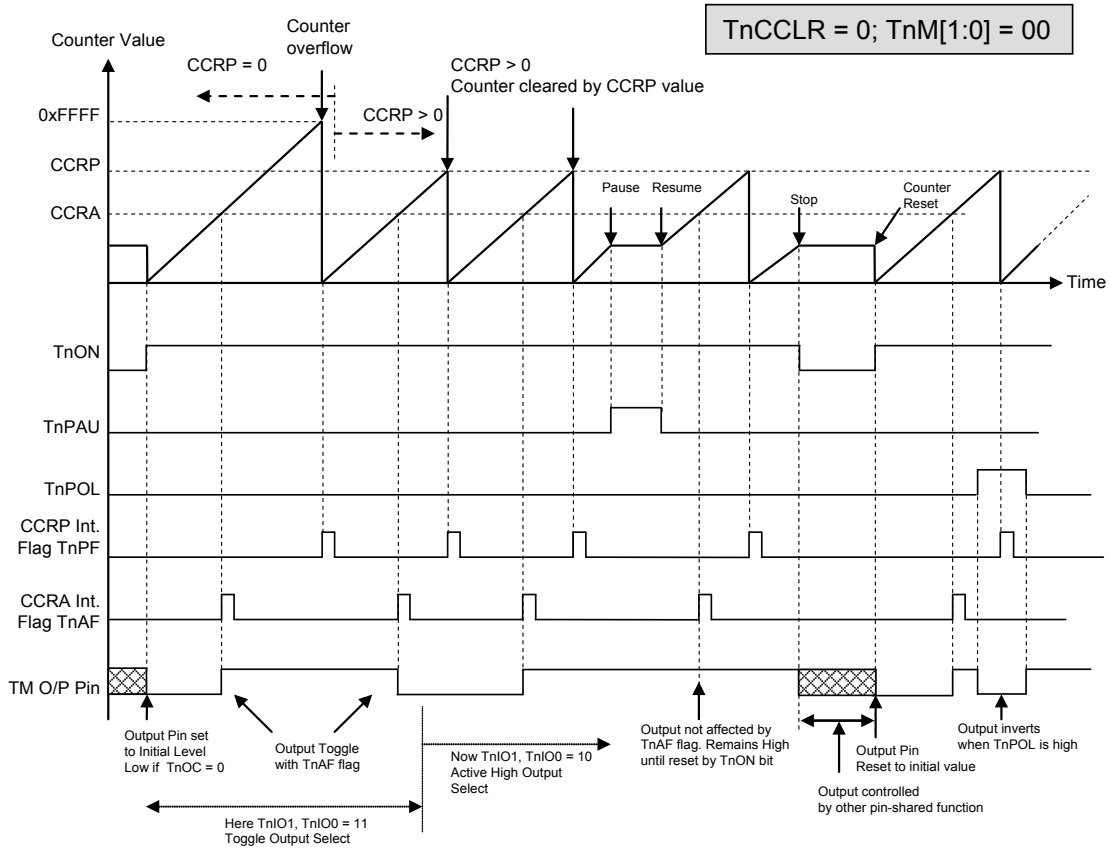 TnCCLR = 0; TnM[1:0] = 00
Counter Value
Counter
overflow
CCRP = 0
CCRP > 0
CCRP > 0
Counter cleared by CCRP value
0xFFFF
CCRP
CCRA
Pause
Resume
Stop
Counter
Reset
Time
TnON
TnPAU
TnPOL
CCRP Int.
Flag TnPF
CCRA Int.
Flag TnAF
TM O/P Pin
Output Pin set
to Initial Level
Low if TnOC = 0
Output Toggle
with TnAF flag
Now TnIO1, TnIO0 = 10
Active High Output
Select
Output not affected by
TnAF flag. Remains High
until reset by TnON bit
Output Pin
Reset to initial value
Output inverts
when TnPOL is high
Output controlled
by other pin-shared function
Here TnIO1, TnIO0 = 11
Toggle Output Select